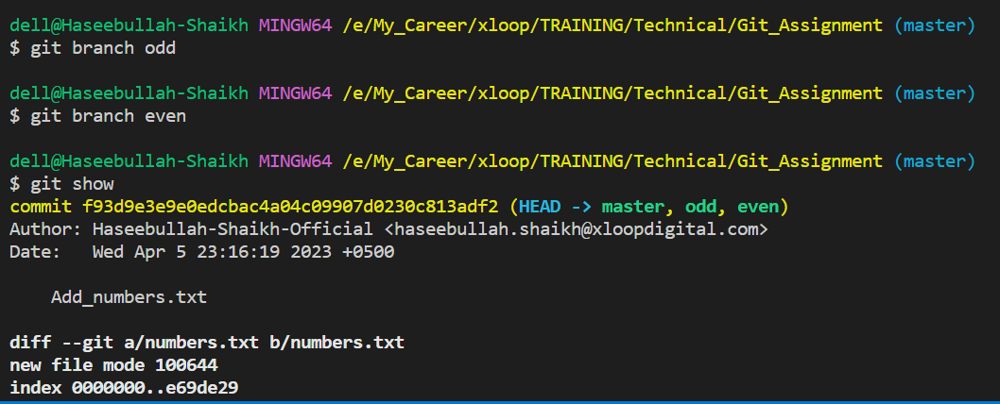 dell@Haseebullah-Shaikh MINGW64 /e/My_Career/xloop/TRAINING/Technical/Git_Assignment (master)
$ git branch odd
dell@Haseebullah-Shaikh MINGW64 /e/My_Career/xloop/TRAINING/Technical/Git_Assignment (master)
$ git branch even
dell@Haseebullah-Shaikh MINGW64 /e/My_Career/xloop/TRAINING/Technical/Git_Assignment (master)
$ git show
commit f93d9e3e9e0edcbac4a04c09907d0230c813adf2 (HEAD -> master, odd, even)
Author: Haseebullah-Shaikh-Official <haseebullah.shaikh@xloopdigital.com>
Date:   Wed Apr 5 23:16:19 2023 +0500
    Add_numbers.txt
diff --git a/numbers.txt b/numbers.txt
new file mode 100644
index 0000000..e69de29